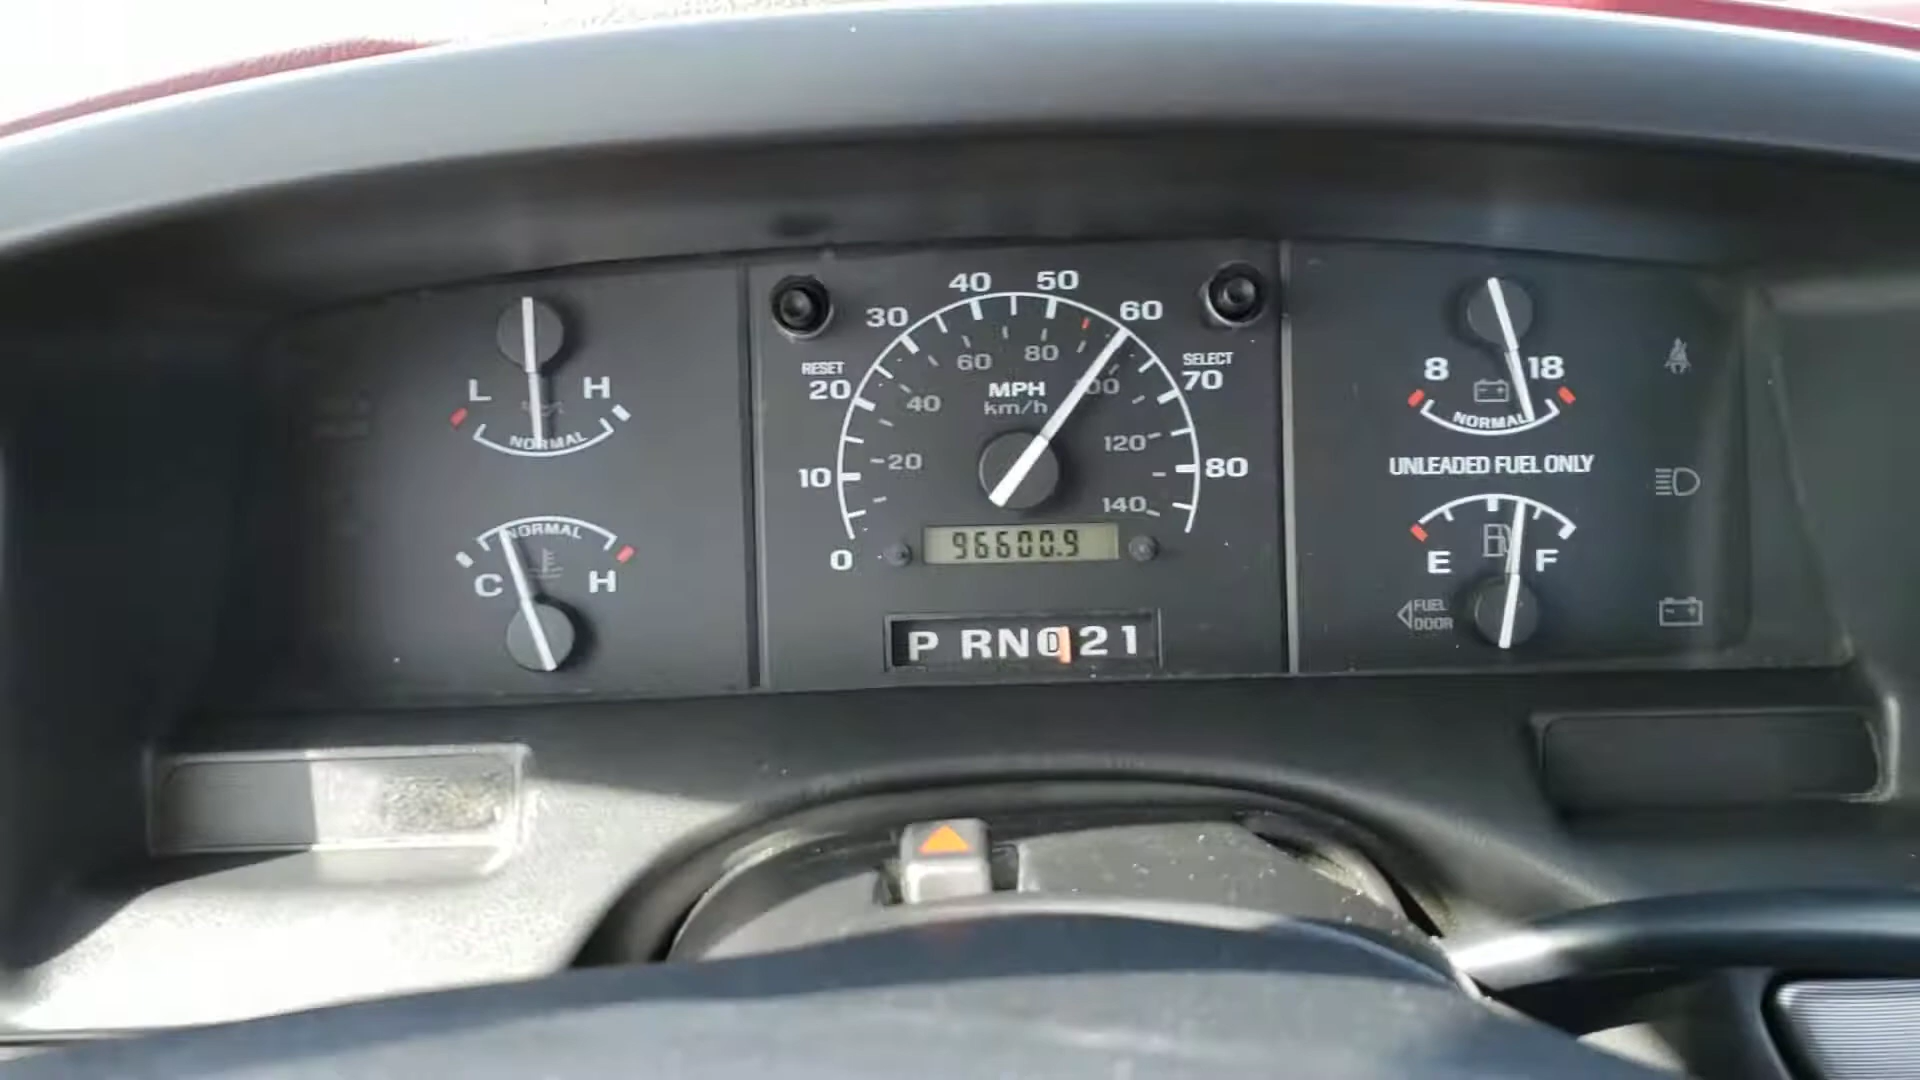 L H
NORMAL
NORMAL
C H
RESET
SELECT
0 10 20 30 40 50 60 70 80
MPH
km/h
20 40 60 80 100 120 140
96600.9
P RN D 21
8 18
NORMAL
UNLEADED FUEL ONLY
E F
FUEL
DOOR